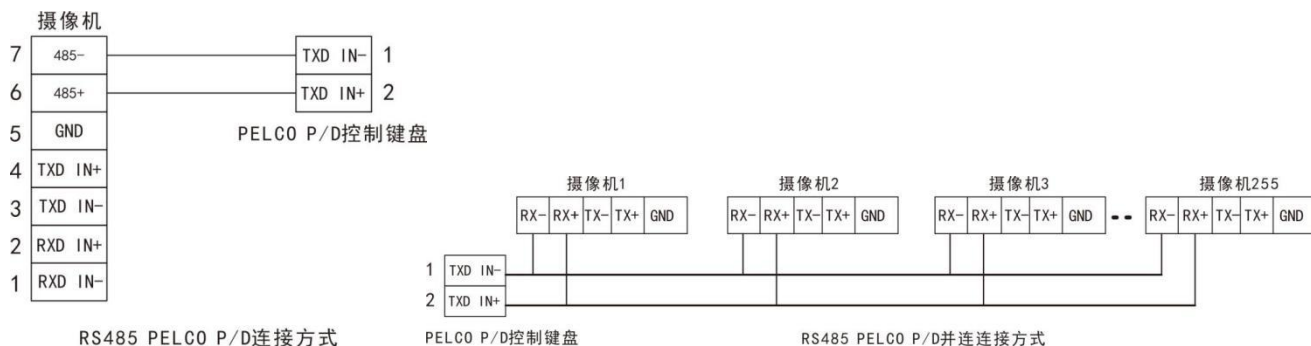 摄像机
7 485- TXD IN- 1
6 485+ TXD IN+ 2
5 GND PELCO P/D控制键盘
4 TXD IN+
3 TXD IN-
2 RXD IN+
1 RXD IN-
RS485 PELCO P/D连接方式
摄像机1 摄像机2 摄像机3 摄像机255
RX- RX+ TX- TX+ GND RX- RX+ TX- TX+ GND RX- RX+ TX- TX+ GND -- RX- RX+ TX- TX+ GND
1 TXD IN-
2 TXD IN+
PELCO P/D控制键盘 RS485 PELCO P/D并连连接方式